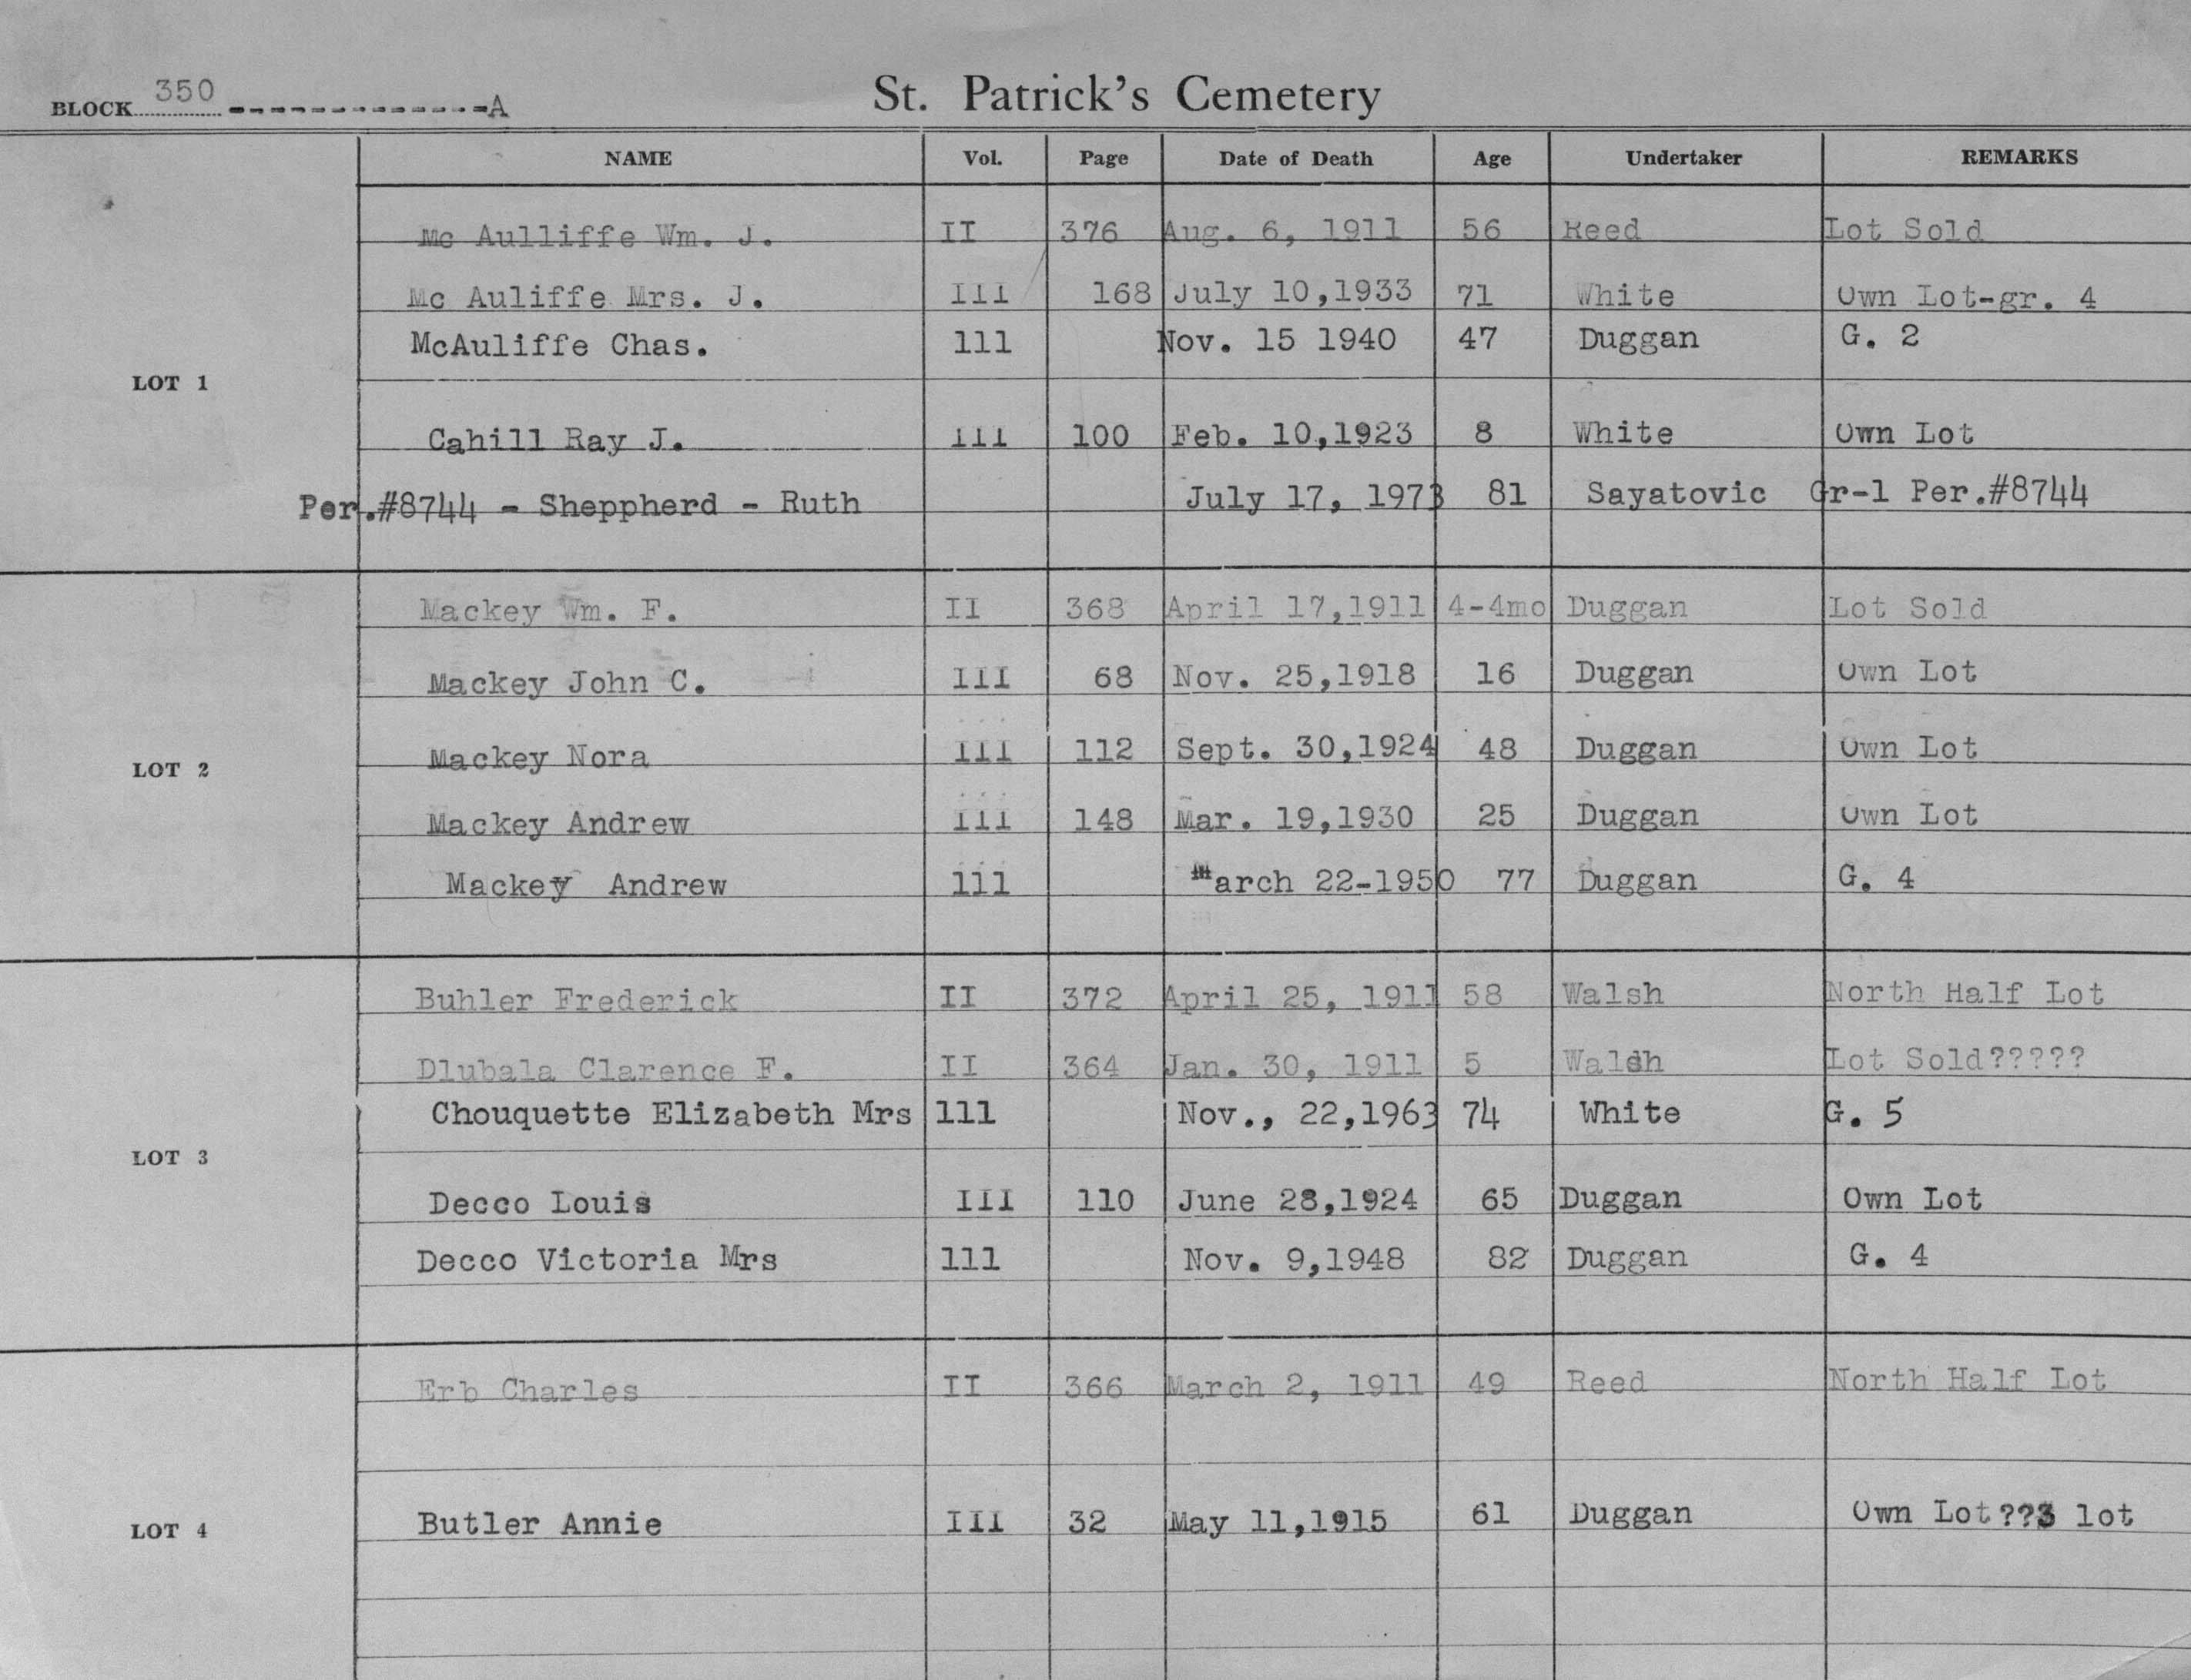 BLOCK 350 --------------A St. Patrick's Cemetery
NAME Vol. Page Date of Death Age Undertaker REMARKS
Mc Aulliffe Wm. J. II 376 Aug. 6, 1911 56 Reed Lot Sold
Mc Auliffe Mrs. J. III 168 July 10,1933 71 White Own Lot-gr. 4
McAuliffe Chas. 111 Nov. 15 1940 47 Duggan G. 2
LOT 1
Cahill Ray J. III 100 Feb. 10,1923 8 White Own Lot
Per.#8744 - Sheppherd - Ruth July 17, 1973 81 Sayatovic Gr-1 Per.#8744
Mackey Wm. F. II 368 April 17,1911 4-4mo Duggan Lot Sold
Mackey John C. III 68 Nov. 25,1918 16 Duggan Own Lot
Mackey Nora III 112 Sept. 30,1924 48 Duggan Own Lot
LOT 2
Mackey Andrew III 148 Mar. 19,1930 25 Duggan Own Lot
Mackey Andrew 111 March 22-1950 77 Duggan G. 4
Buhler Frederick II 372 April 25, 1911 58 Walsh North Half Lot
Dlubala Clarence F. II 364 Jan. 30, 1911 5 Walsh Lot Sold?????
Chouquette Elizabeth Mrs 111 Nov., 22,1963 74 White G. 5
LOT 3
Decco Louis III 110 June 28,1924 65 Duggan Own Lot
Decco Victoria Mrs 111 Nov. 9,1948 82 Duggan G. 4
Erb Charles II 366 March 2, 1911 49 Reed North Half Lot
LOT 4 Butler Annie III 32 May 11,1915 61 Duggan Own Lot??3 lot